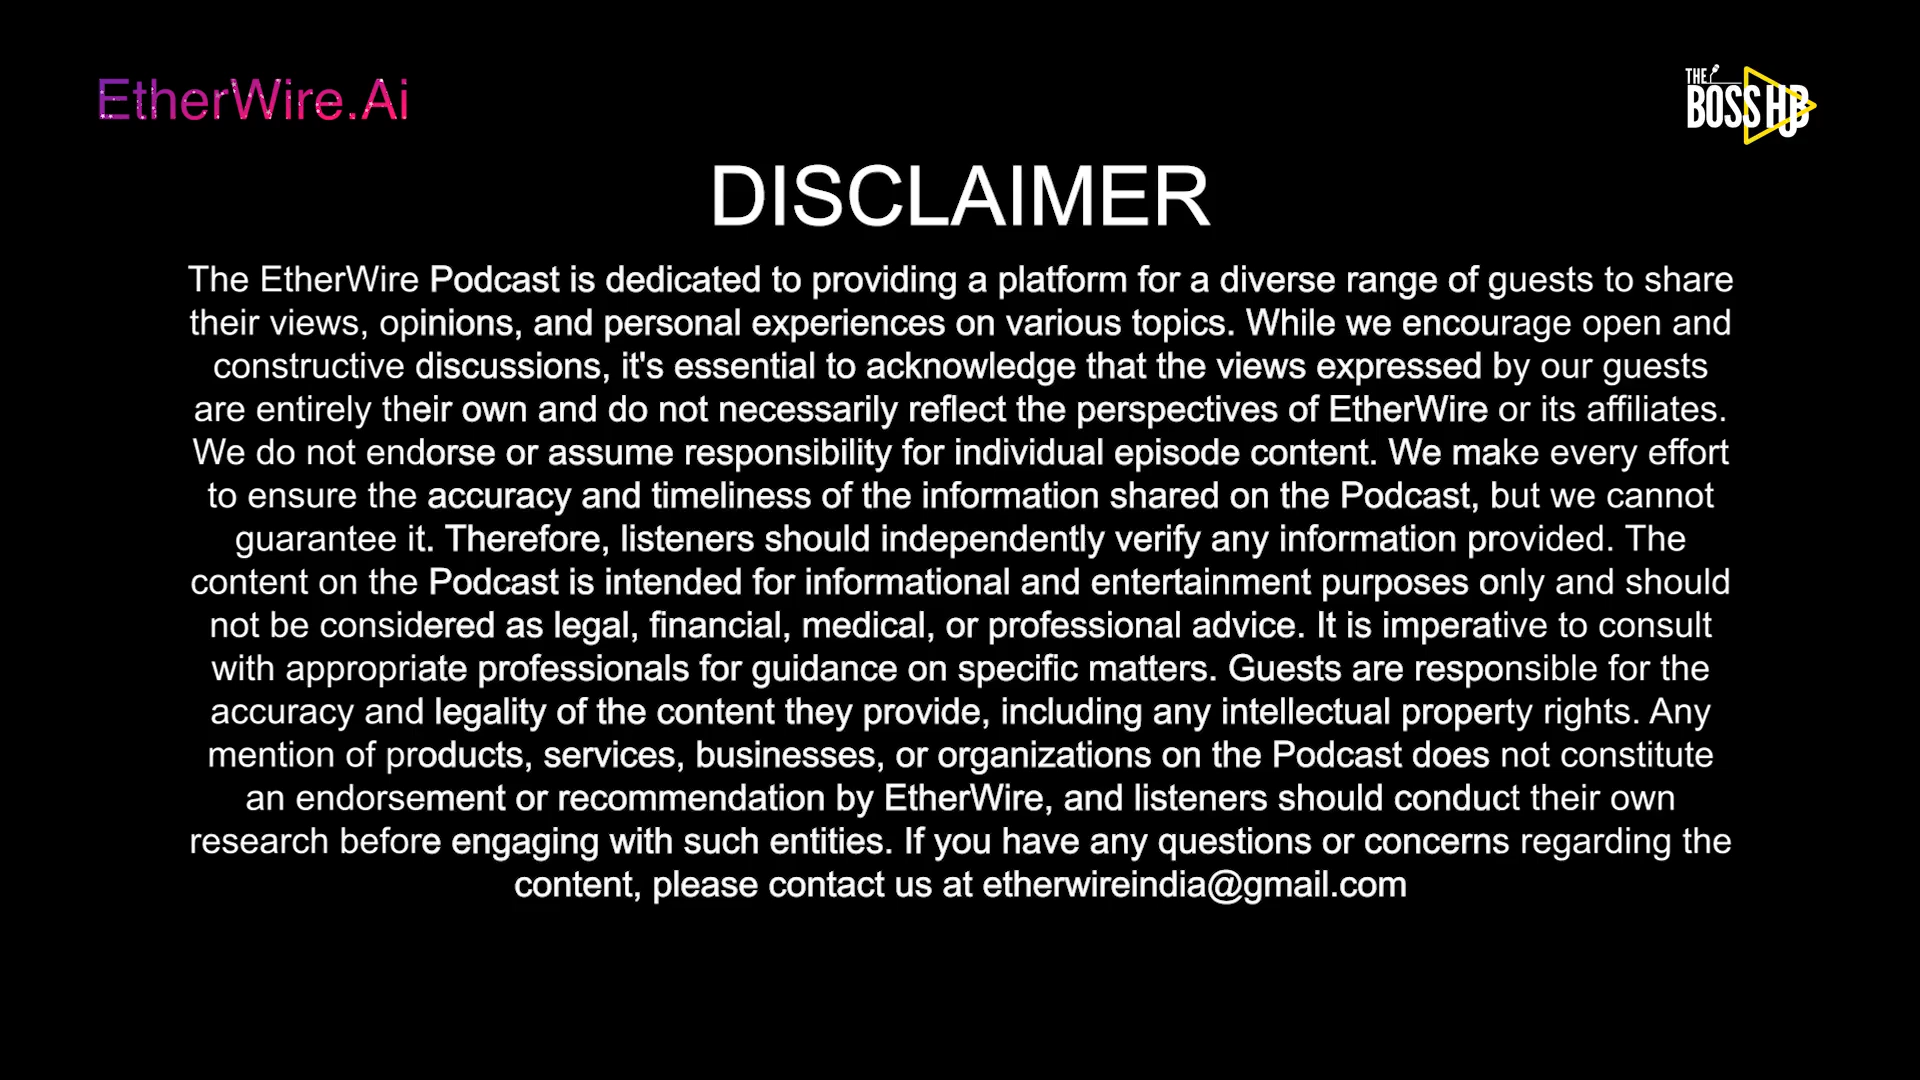 EtherWire.Ai
THE
BOSS HUB
DISCLAIMER
The EtherWire Podcast is dedicated to providing a platform for a diverse range of guests to share
their views, opinions, and personal experiences on various topics. While we encourage open and
constructive discussions, it's essential to acknowledge that the views expressed by our guests
are entirely their own and do not necessarily reflect the perspectives of EtherWire or its affiliates.
We do not endorse or assume responsibility for individual episode content. We make every effort
to ensure the accuracy and timeliness of the information shared on the Podcast, but we cannot
guarantee it. Therefore, listeners should independently verify any information provided. The
content on the Podcast is intended for informational and entertainment purposes only and should
not be considered as legal, financial, medical, or professional advice. It is imperative to consult
with appropriate professionals for guidance on specific matters. Guests are responsible for the
accuracy and legality of the content they provide, including any intellectual property rights. Any
mention of products, services, businesses, or organizations on the Podcast does not constitute
an endorsement or recommendation by EtherWire, and listeners should conduct their own
research before engaging with such entities. If you have any questions or concerns regarding the
content, please contact us at etherwireindia@gmail.com